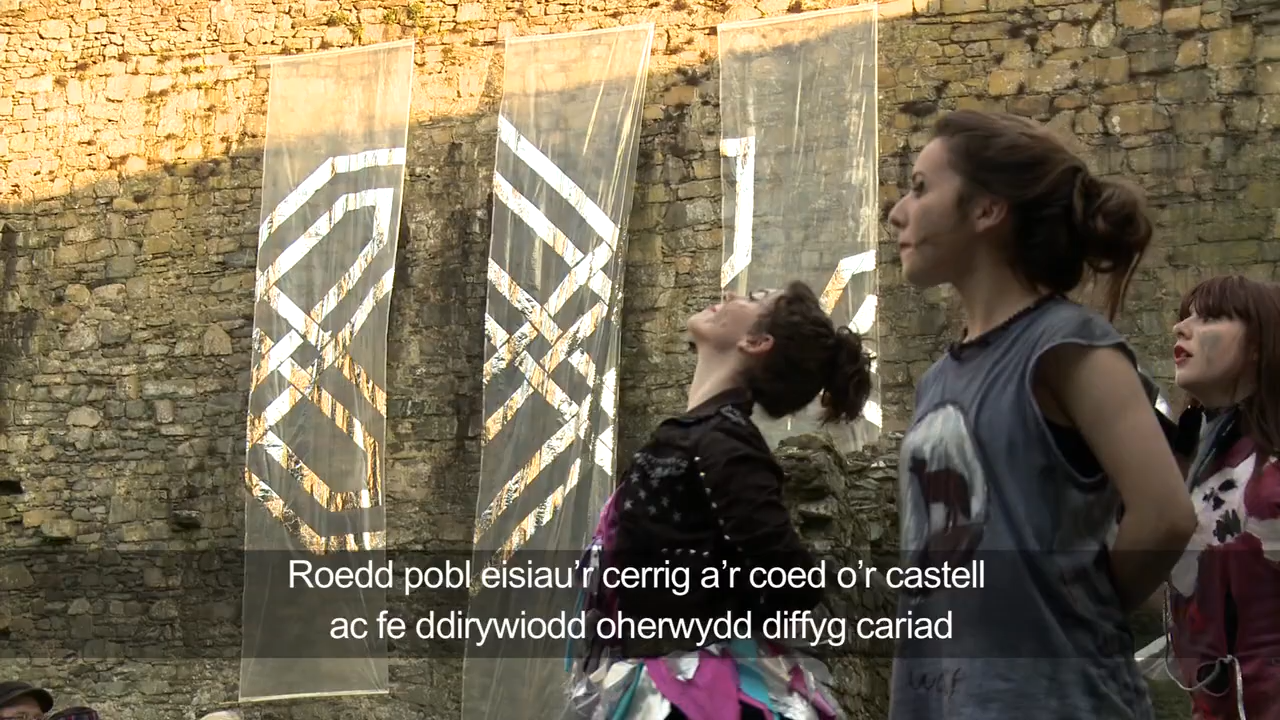 Roedd pobl eisiau’r cerrig a’r coed o’r castell
ac fe ddirywiodd oherwydd diffyg cariad